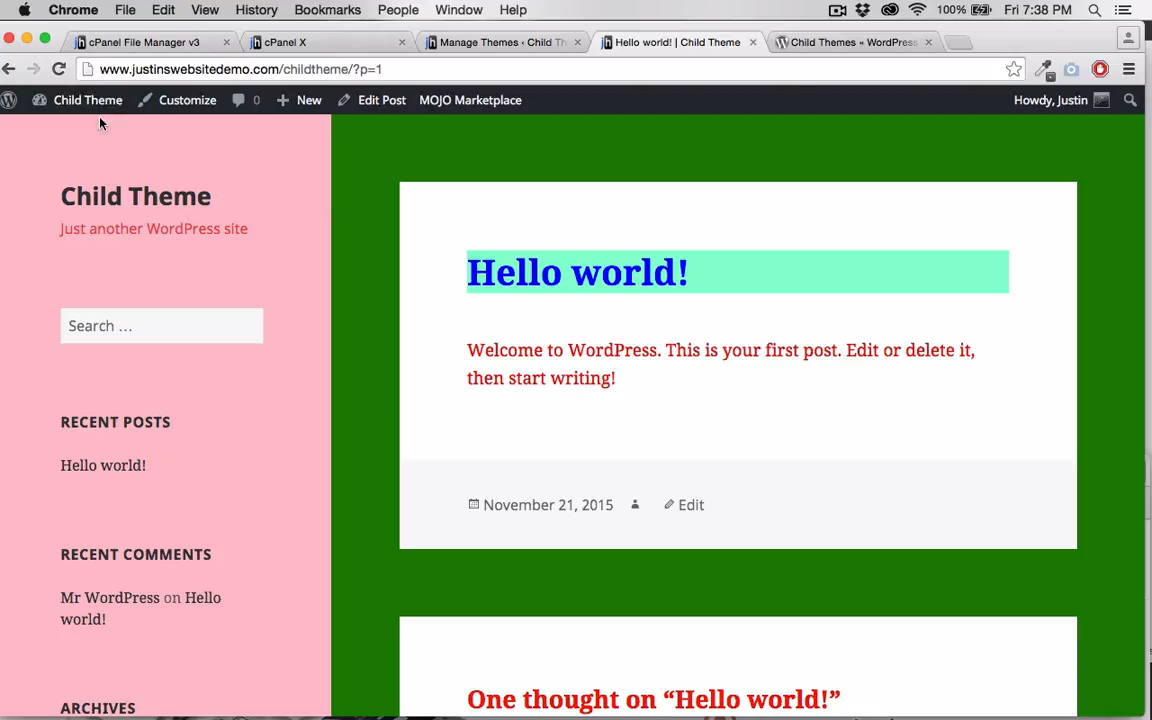 Chrome File Edit View History Bookmarks People Window Help 100% Fri 7:38 PM
cPanel File Manager v3 × cPanel X × Manage Themes ‹ Child Th × Hello world! | Child Theme × Child Themes « WordPress ×
www.justinswebsitedemo.com/childtheme/?p=1
Child Theme Customize 0 + New Edit Post MOJO Marketplace Howdy, Justin
Child Theme
Just another WordPress site
Search …
RECENT POSTS
Hello world!
RECENT COMMENTS
Mr WordPress on Hello
world!
ARCHIVES
Hello world!
Welcome to WordPress. This is your first post. Edit or delete it,
then start writing!
November 21, 2015 Edit
One thought on “Hello world!”